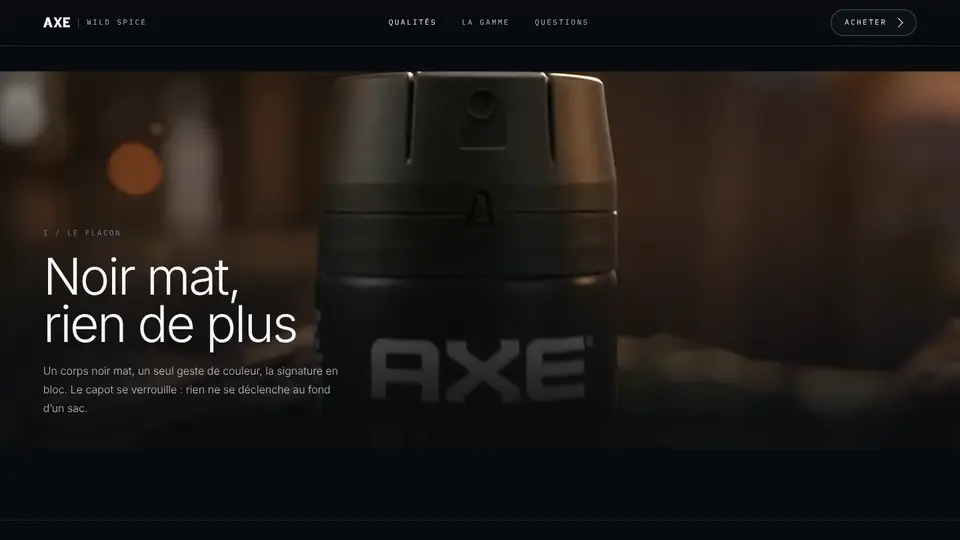 AXE | WILD SPICE
QUALITÉS
LA GAMME
QUESTIONS
ACHETER
I / LE FLACON
Noir mat,
rien de plus
Un corps noir mat, un seul geste de couleur, la signature en
bloc. Le capot se verrouille : rien ne se déclenche au fond
d'un sac.
AXE®